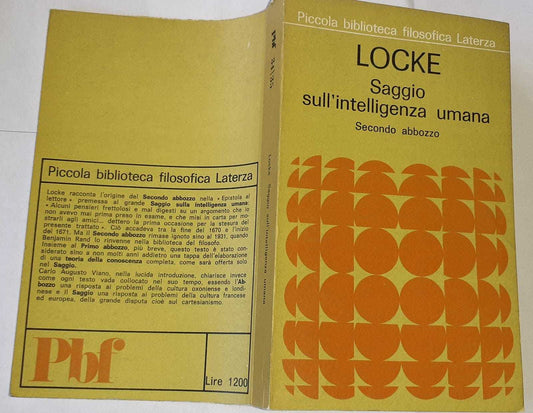 Piccola biblioteca filosofica Laterza
LOCKE
Saggio
sull'intelligenza umana
Secondo abbozzo
Pbf
34/35
Locke
Saggio sull'intelligenza umana
Piccola biblioteca filosofica Laterza
Locke racconta l'origine del Secondo abbozzo nella « Epistola al
lettore » premessa al grande Saggio sulla intelligenza umana:
« Alcuni pensieri frettolosi e mal digesti su un argomento che io
non avevo mai prima preso in esame, e che misi in carta per mo-
strarli agli amici... dettero la prima occasione per la stesura del
presente trattato». Ciò accadeva tra la fine del 1670 e l'inizio
del 1671. Ma il Secondo abbozzo rimase ignoto sino al 1931, quando
Benjamin Rand lo rinvenne nella biblioteca del filosofo.
Insieme al Primo abbozzo, più breve, questo testo è stato con-
siderato sino a non molti anni addietro una tappa dell'elaborazione
di una teoria della conoscenza completa, come sarà offerta solo
nel Saggio.
Carlo Augusto Viano, nella lucida introduzione, chiarisce invece
come ogni testo vada collocato nel suo tempo, essendo l'Ab-
bozzo una risposta ai problemi della cultura oxoniense e londi-
nese e il Saggio una risposta ai problemi della cultura francese
ed europea, della grande disputa cioè sul cartesianismo.
Pbf
Lire 1200